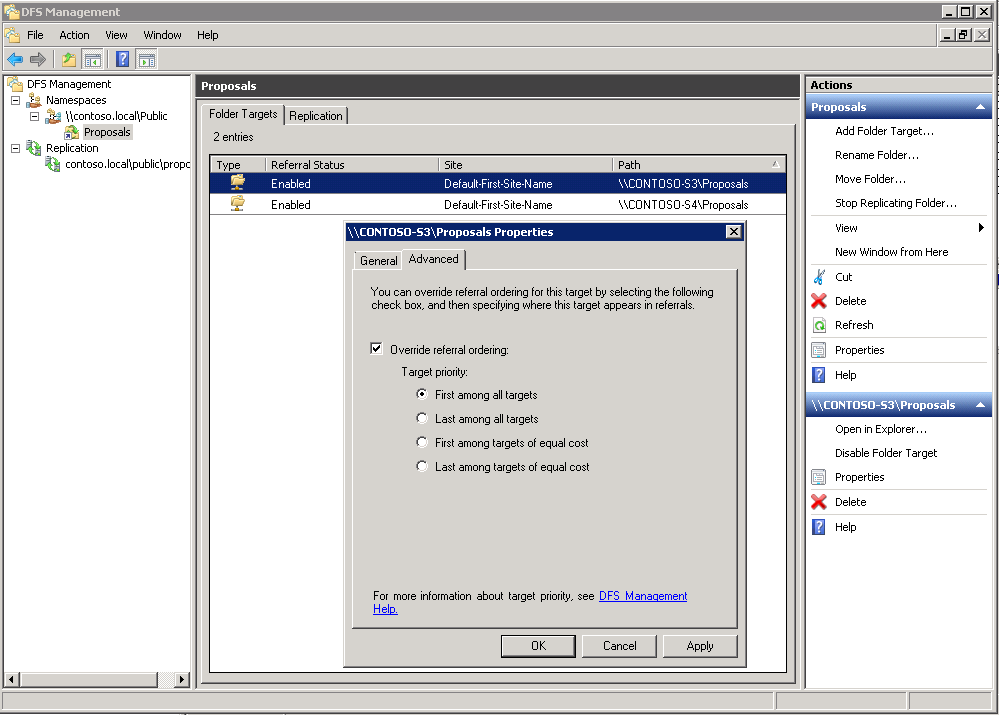 DFS Management
File Action View Window Help
DFS Management
Namespaces
\\contoso.local\Public
Proposals
Replication
contoso.local\public\propo
Proposals
Folder Targets Replication
2 entries
Type Referral Status Site Path
Enabled Default-First-Site-Name \\CONTOSO-S3\Proposals
Enabled Default-First-Site-Name \\CONTOSO-S4\Proposals
\\CONTOSO-S3\Proposals Properties
General Advanced
You can override referral ordering for this target by selecting the following
check box, and then specifying where this target appears in referrals.
Override referral ordering:
Target priority:
First among all targets
Last among all targets
First among targets of equal cost
Last among targets of equal cost
For more information about target priority, see DFS Management
Help.
OK Cancel Apply
Actions
Proposals
Add Folder Target...
Rename Folder...
Move Folder...
Stop Replicating Folder...
View
New Window from Here
Cut
Delete
Refresh
Properties
Help
\\CONTOSO-S3\Proposals
Open in Explorer...
Disable Folder Target
Properties
Delete
Help